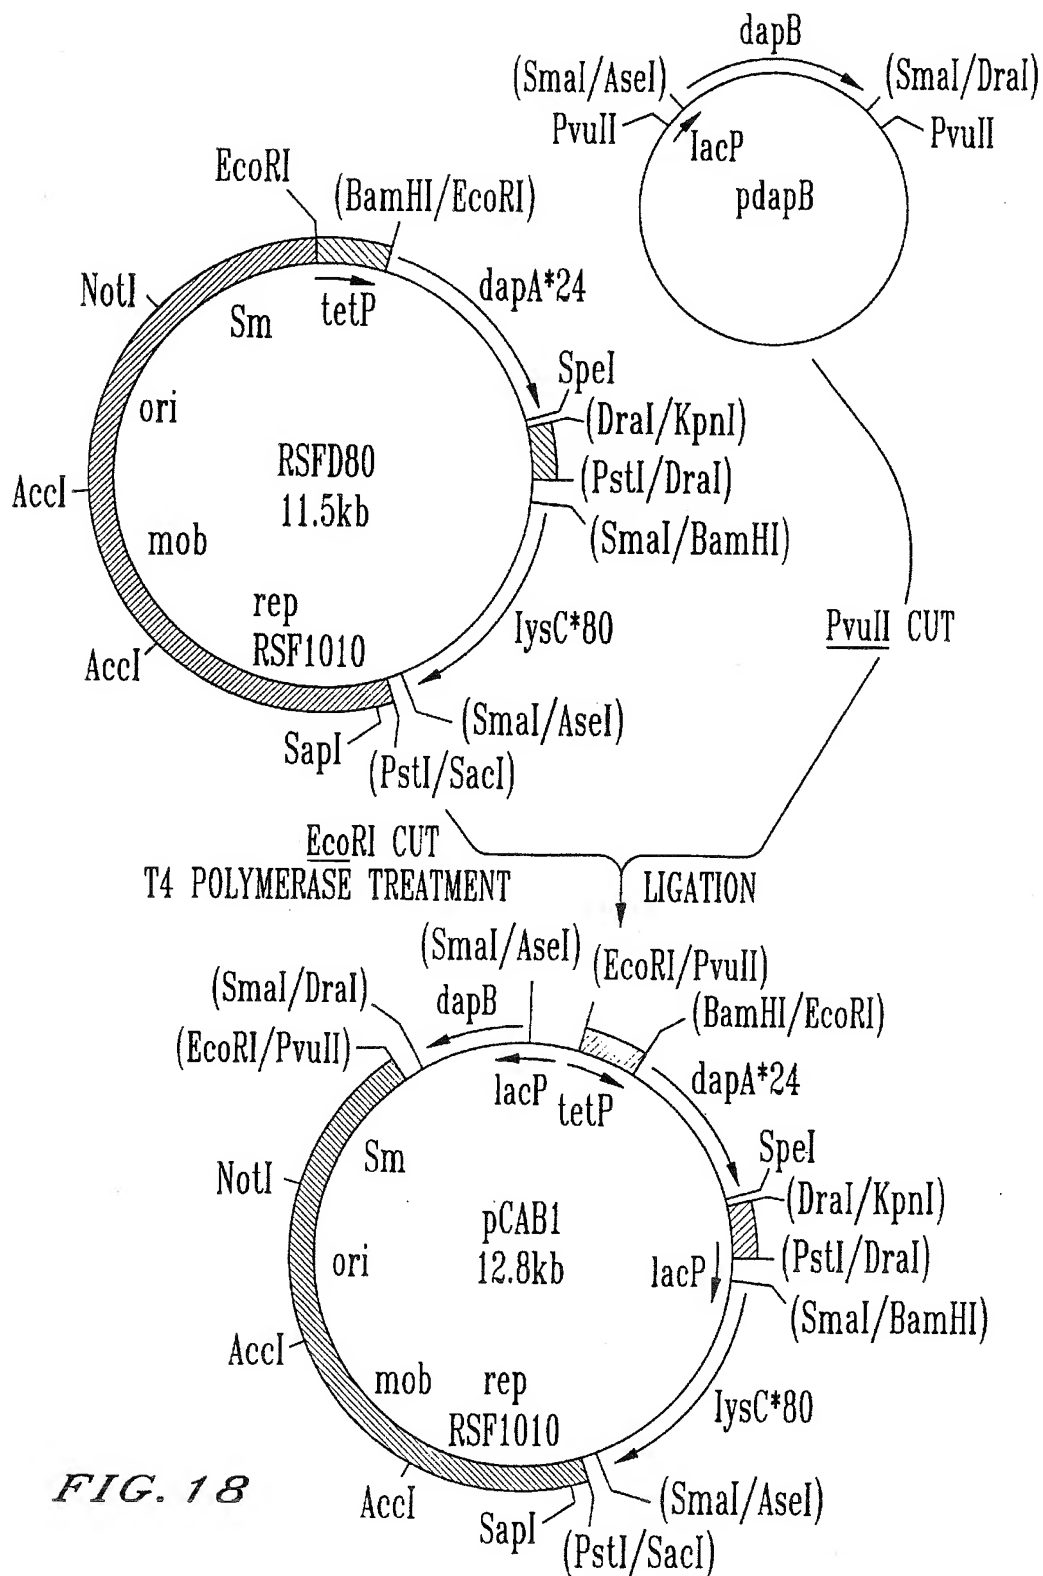 dapB
(SmaI/AseI)
(SmaI/DraI)
PvuII
PvuII
lacP
pdapB
EcoRI
(BamHI/EcoRI)
NotI
tetP
dapA*24
Sm
SpeI
ori
(DraI/KpnI)
RSFD80
11.5kb
(PstI/DraI)
AccI
mob
(SmaI/BamHI)
rep
RSF1010
lysC*80
PvuII CUT
AccI
(SmaI/AseI)
SapI
(PstI/SacI)
EcoRI CUT
T4 POLYMERASE TREATMENT
LIGATION
(SmaI/AseI)
(EcoRI/PvuII)
(SmaI/DraI)
dapB
(BamHI/EcoRI)
(EcoRI/PvuII)
lacP
tetP
dapA*24
Sm
SpeI
NotI
(DraI/KpnI)
pCAB1
12.8kb
ori
lacP
(PstI/DraI)
(SmaI/BamHI)
AccI
mob
rep
RSF1010
lysC*80
FIG. 18
AccI
(SmaI/AseI)
SapI
(PstI/SacI)